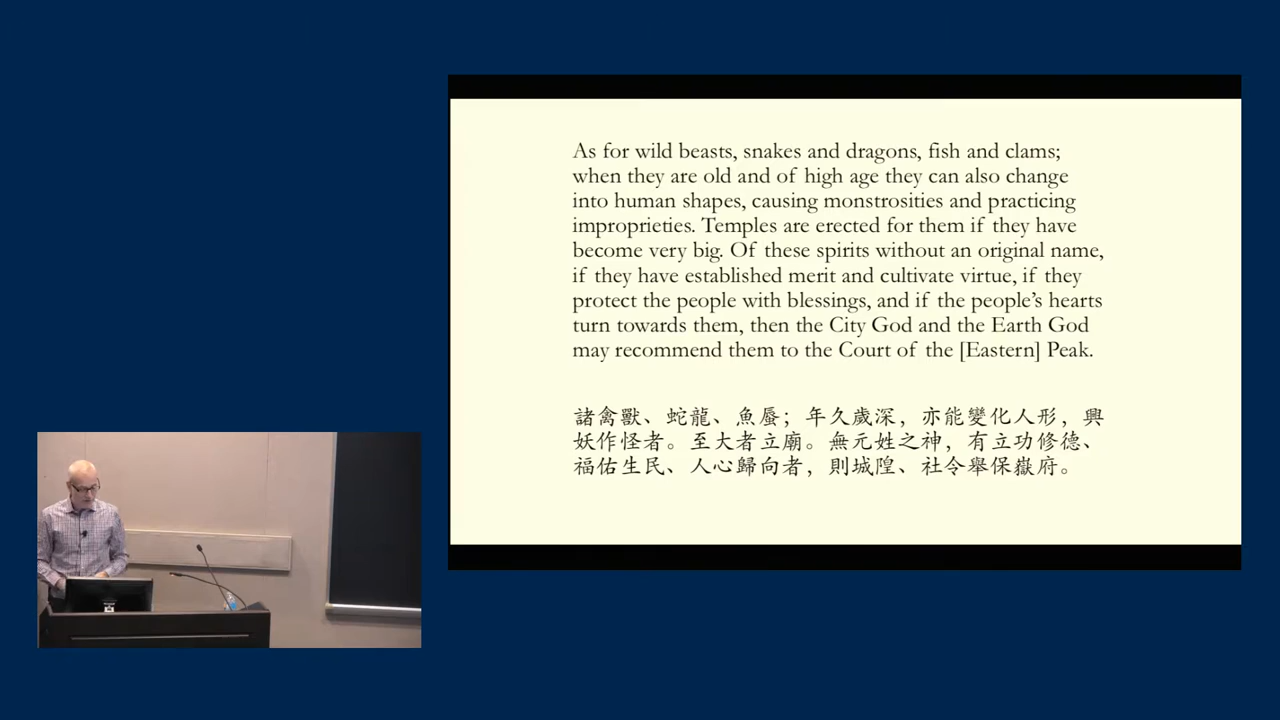 As for wild beasts, snakes and dragons, fish and clams;
when they are old and of high age they can also change
into human shapes, causing monstrosities and practicing
improprieties. Temples are erected for them if they have
become very big. Of these spirits without an original name,
if they have established merit and cultivate virtue, if they
protect the people with blessings, and if the people’s hearts
turn towards them, then the City God and the Earth God
may recommend them to the Court of the [Eastern] Peak.
諸禽獸、蛇龍、魚蜃；年久歲深，亦能變化人形，興
妖作怪者。至大者立廟。無元姓之神，有立功修德、
福佑生民、人心歸向者，則城隍、社令舉保嶽府。